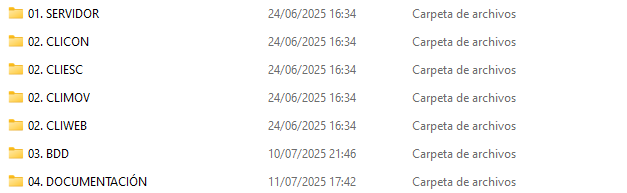 01. SERVIDOR 24/06/2025 16:34 Carpeta de archivos
02. CLICON 24/06/2025 16:34 Carpeta de archivos
02. CLIESC 24/06/2025 16:34 Carpeta de archivos
02. CLIMOV 24/06/2025 16:34 Carpeta de archivos
02. CLIWEB 24/06/2025 16:34 Carpeta de archivos
03. BDD 10/07/2025 21:46 Carpeta de archivos
04. DOCUMENTACIÓN 11/07/2025 17:42 Carpeta de archivos